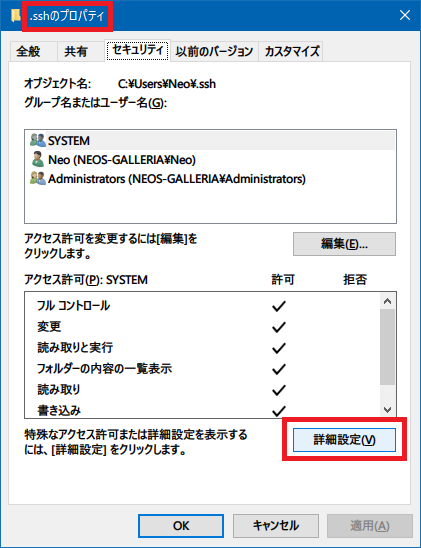 .sshのプロパティ
全般 共有 セキュリティ 以前のバージョン カスタマイズ
オブジェクト名: C:¥Users¥Neo¥.ssh
グループ名またはユーザー名(G):
SYSTEM
Neo (NEOS-GALLERIA¥Neo)
Administrators (NEOS-GALLERIA¥Administrators)
アクセス許可を変更するには[編集]を
クリックします。
編集(E)...
アクセス許可(P): SYSTEM 許可 拒否
フル コントロール
変更
読み取りと実行
フォルダーの内容の一覧表示
読み取り
書き込み
特殊なアクセス許可または詳細設定を表示する
には、[詳細設定] をクリックします。
詳細設定(V)
OK キャンセル 適用(A)